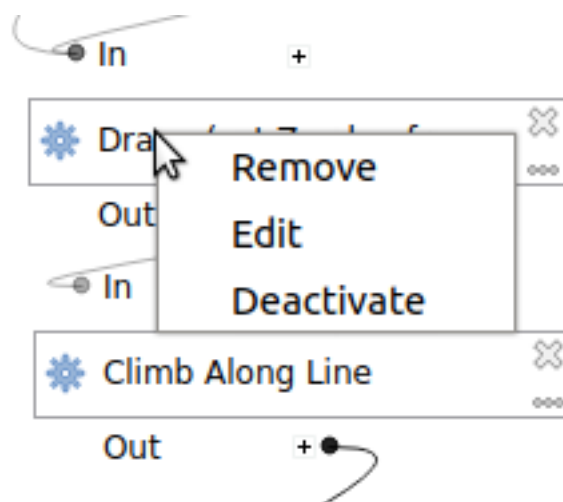 In
Remove
Edit
Out
In
Deactivate
Climb Along Line
Out